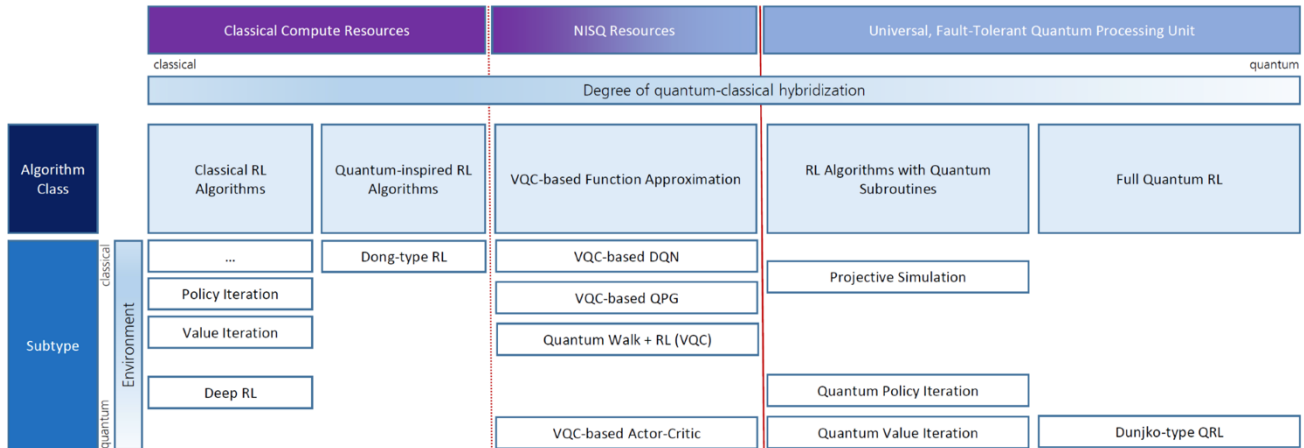 Classical Compute Resources
NISQ Resources
Universal, Fault-Tolerant Quantum Processing Unit
classical
quantum
Degree of quantum-classical hybridization
Algorithm
Class
Classical RL
Algorithms
Quantum-inspired RL
Algorithms
VQC-based Function Approximation
RL Algorithms with Quantum
Subroutines
Full Quantum RL
Subtype
classical
Environment
quantum
...
Dong-type RL
VQC-based DQN
Projective Simulation
Policy Iteration
VQC-based QPG
Value Iteration
Quantum Walk + RL (VQC)
Deep RL
Quantum Policy Iteration
VQC-based Actor-Critic
Quantum Value Iteration
Dunjko-type QRL